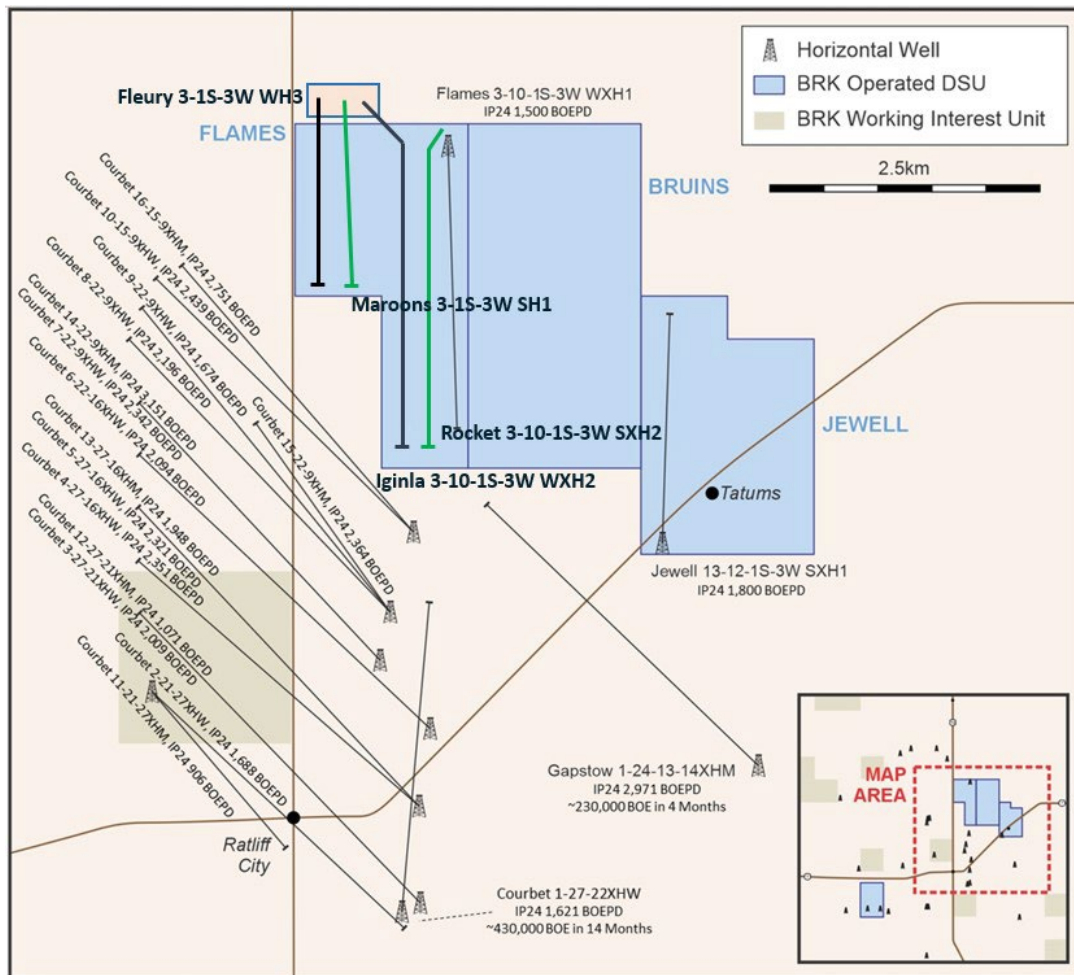 Horizontal Well
BRK Operated DSU
BRK Working Interest Unit
2.5km
Fleury 3-1S-3W WH3
Flames 3-10-1S-3W WXH1
IP24 1,500 BOEPD
FLAMES
BRUINS
Maroons 3-1S-3W SH1
Rocket 3-10-1S-3W SXH2
Iginla 3-10-1S-3W WXH2
JEWELL
Tatums
Jewell 13-12-1S-3W SXH1
IP24 1,800 BOEPD
Courbet 16-15-9XHM, IP24 2,751 BOEPD
Courbet 10-15-9XHW, IP24 2,439 BOEPD
Courbet 9-22-9XHW, IP24 1,674 BOEPD
Courbet 8-22-9XHW, IP24 2,196 BOEPD
Courbet 15-22-9XHM, IP24 2,364 BOEPD
Courbet 14-22-9XHM, IP24 3,151 BOEPD
Courbet 7-22-9XHW, IP24 2,342 BOEPD
Courbet 6-22-16XHW, IP24 2,094 BOEPD
Courbet 13-27-16XHM, IP24 1,948 BOEPD
Courbet 5-27-16XHW, IP24 2,321 BOEPD
Courbet 4-27-16XHW, IP24 2,351 BOEPD
Courbet 12-27-21XHM, IP24 1,071 BOEPD
Courbet 3-27-21XHW, IP24 2,009 BOEPD
Courbet 2-21-27XHW, IP24 1,688 BOEPD
Courbet 11-21-27XHM, IP24 906 BOEPD
Gapstow 1-24-13-14XHM
IP24 2,971 BOEPD
~230,000 BOE in 4 Months
Ratliff
City
Courbet 1-27-22XHW
IP24 1,621 BOEPD
~430,000 BOE in 14 Months
MAP
AREA